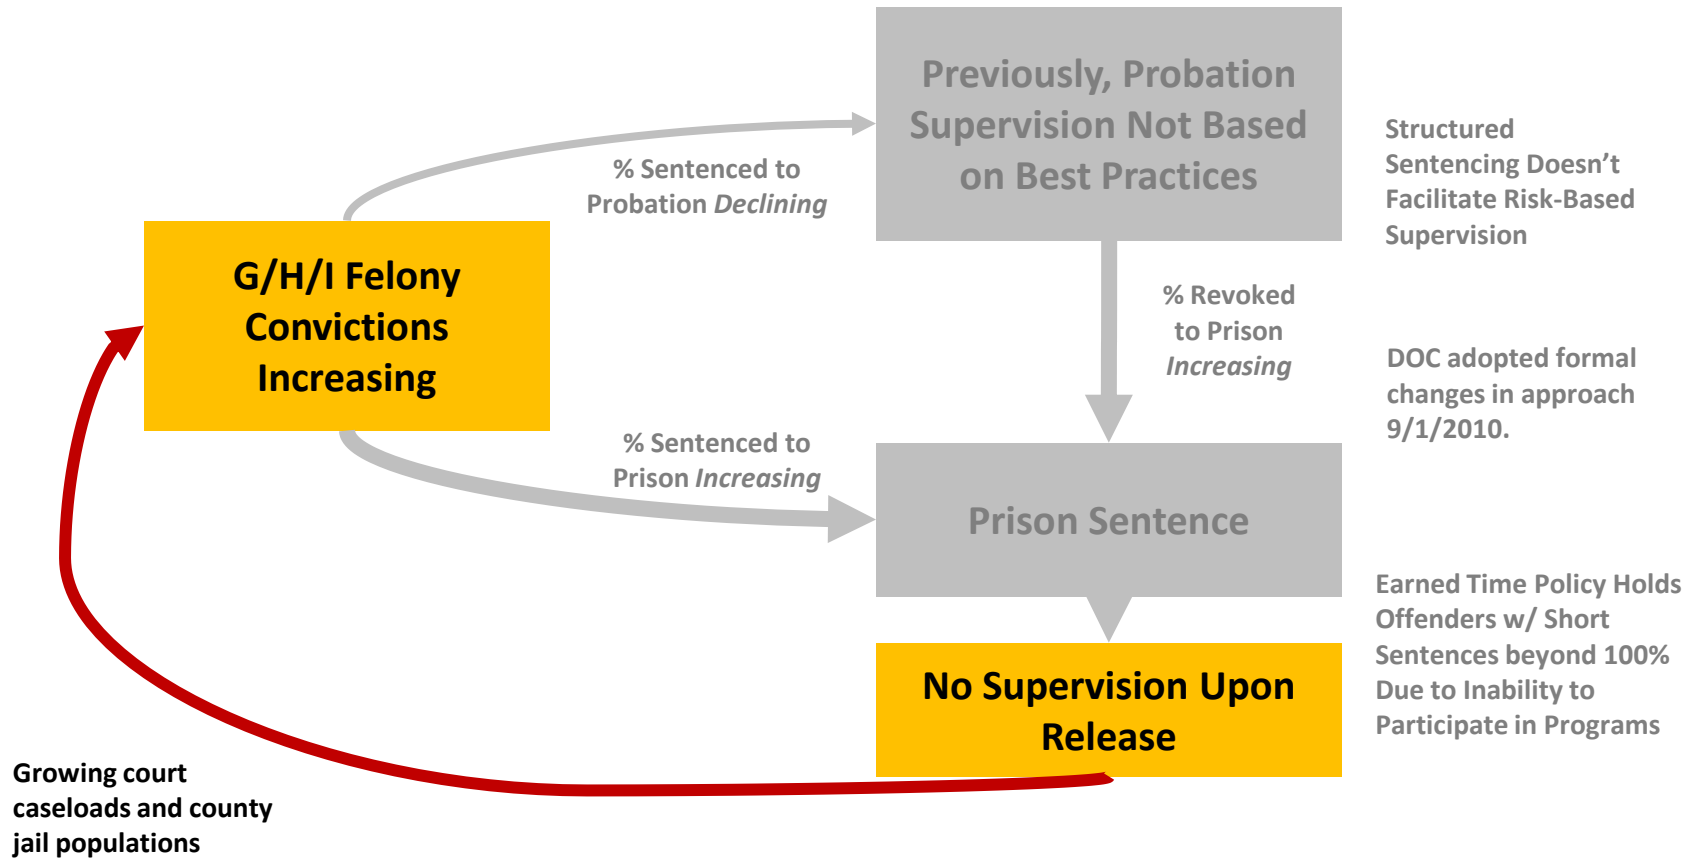 Previously, Probation
Supervision Not Based
on Best Practices
Structured
Sentencing Doesn’t
Facilitate Risk-Based
Supervision
% Sentenced to
Probation Declining
G/H/I Felony
Convictions
Increasing
% Revoked
to Prison
Increasing
DOC adopted formal
changes in approach
9/1/2010.
% Sentenced to
Prison Increasing
Prison Sentence
Earned Time Policy Holds
Offenders w/ Short
Sentences beyond 100%
Due to Inability to
Participate in Programs
No Supervision Upon
Release
Growing court
caseloads and county
jail populations